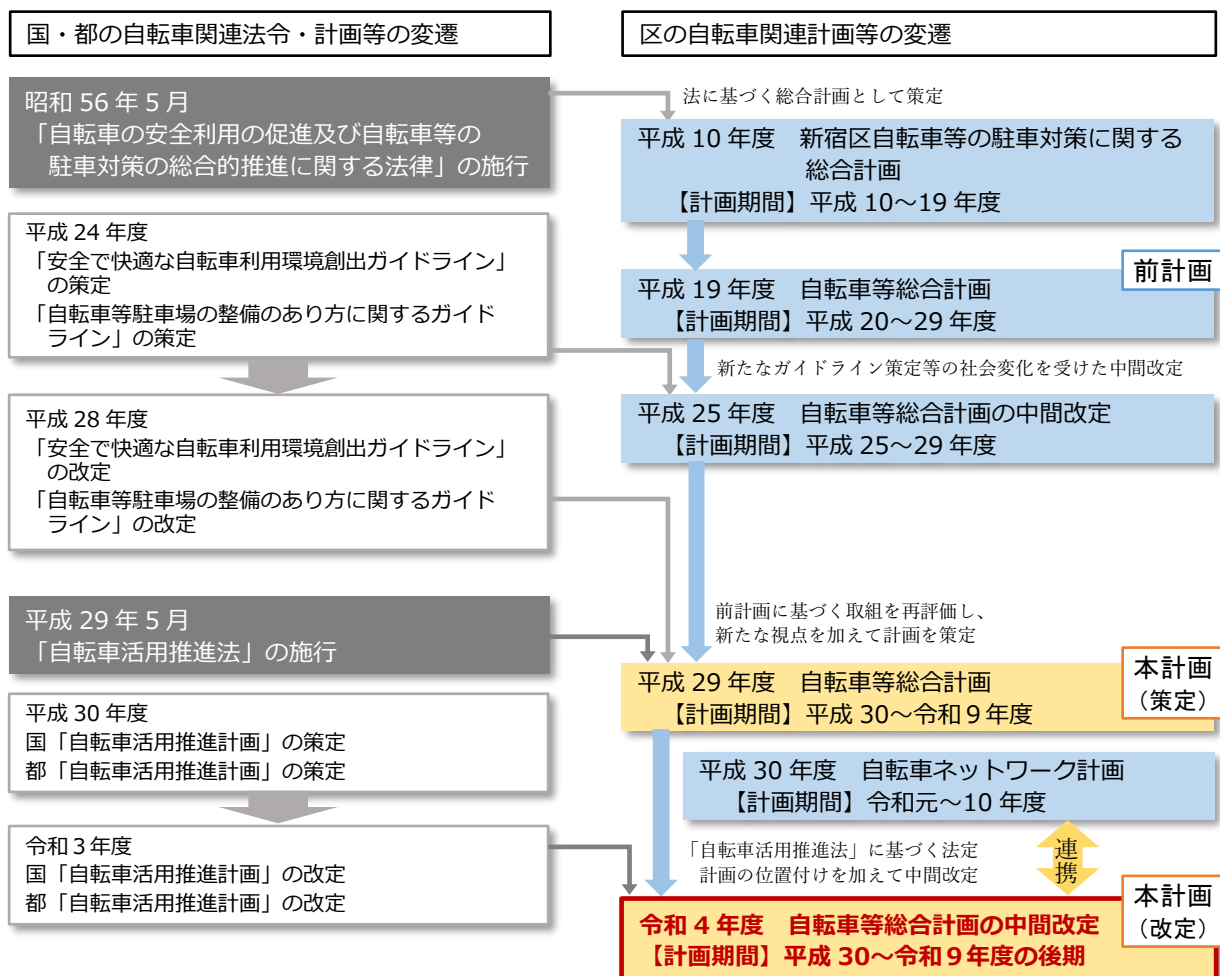 国・都の自転車関連法令・計画等の変遷
昭和 56 年 5 月
「自転車の安全利用の促進及び自転車等の
駐車対策の総合的推進に関する法律」の施行
平成 24 年度
「安全で快適な自転車利用環境創出ガイドライン」
の策定
「自転車等駐車場の整備のあり方に関するガイド
ライン」の策定
平成 28 年度
「安全で快適な自転車利用環境創出ガイドライン」
の改定
「自転車等駐車場の整備のあり方に関するガイド
ライン」の改定
平成 29 年 5 月
「自転車活用推進法」の施行
平成 30 年度
国「自転車活用推進計画」の策定
都「自転車活用推進計画」の策定
令和３年度
国「自転車活用推進計画」の改定
都「自転車活用推進計画」の改定
区の自転車関連計画等の変遷
法に基づく総合計画として策定
平成 10 年度　新宿区自転車等の駐車対策に関する
総合計画
【計画期間】平成 10～19 年度
前計画
平成 19 年度　自転車等総合計画
【計画期間】平成 20～29 年度
新たなガイドライン策定等の社会変化を受けた中間改定
平成 25 年度　自転車等総合計画の中間改定
【計画期間】平成 25～29 年度
前計画に基づく取組を再評価し、
新たな視点を加えて計画を策定
本計画
（策定）
平成 29 年度　自転車等総合計画
【計画期間】平成 30～令和９年度
平成 30 年度　自転車ネットワーク計画
【計画期間】令和元～10 年度
「自転車活用推進法」に基づく法定
計画の位置付けを加えて中間改定
連
携
本計画
（改定）
令和 4 年度　自転車等総合計画の中間改定
【計画期間】平成 30～令和９年度の後期